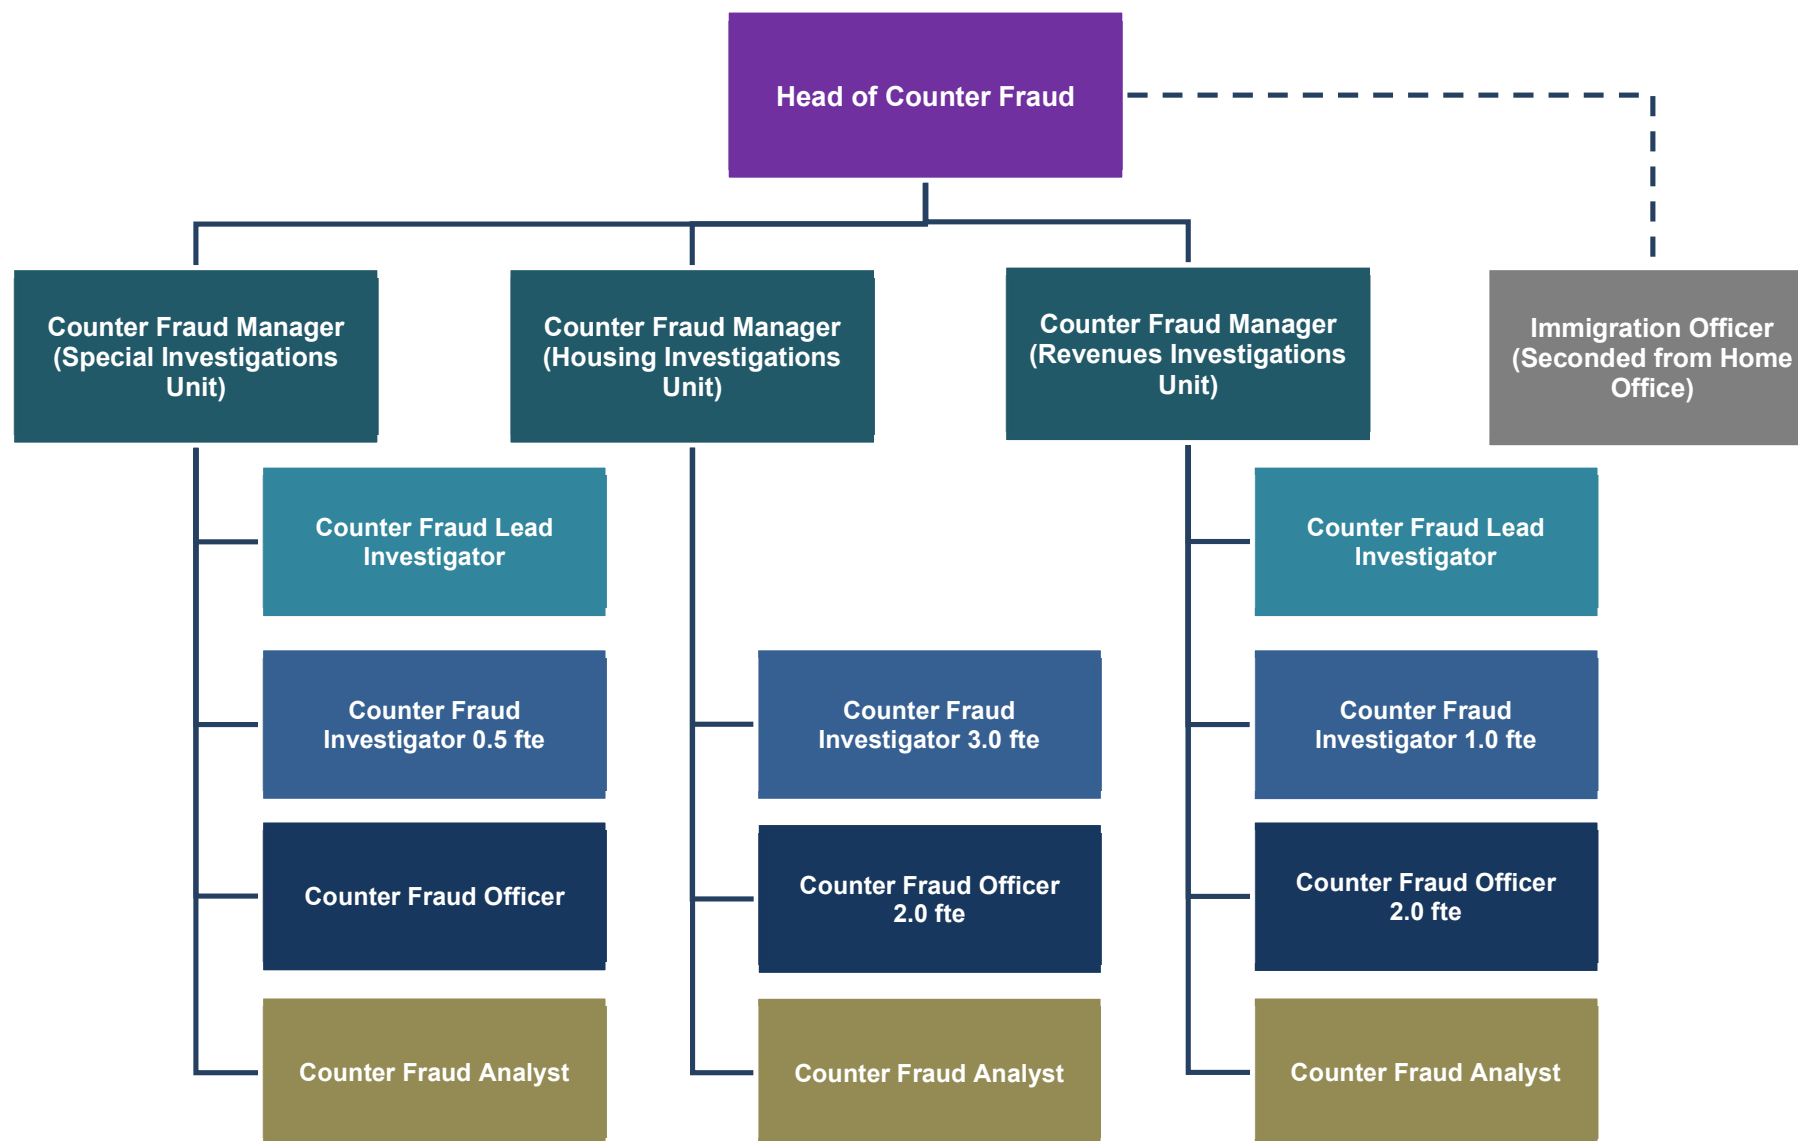 Head of Counter Fraud
Counter Fraud Manager
(Special Investigations
Unit)
Counter Fraud Manager
(Housing Investigations
Unit)
Counter Fraud Manager
(Revenues Investigations
Unit)
Immigration Officer
(Seconded from Home
Office)
Counter Fraud Lead
Investigator
Counter Fraud Lead
Investigator
Counter Fraud
Investigator 0.5 fte
Counter Fraud
Investigator 3.0 fte
Counter Fraud
Investigator 1.0 fte
Counter Fraud Officer
Counter Fraud Officer
2.0 fte
Counter Fraud Officer
2.0 fte
Counter Fraud Analyst
Counter Fraud Analyst
Counter Fraud Analyst